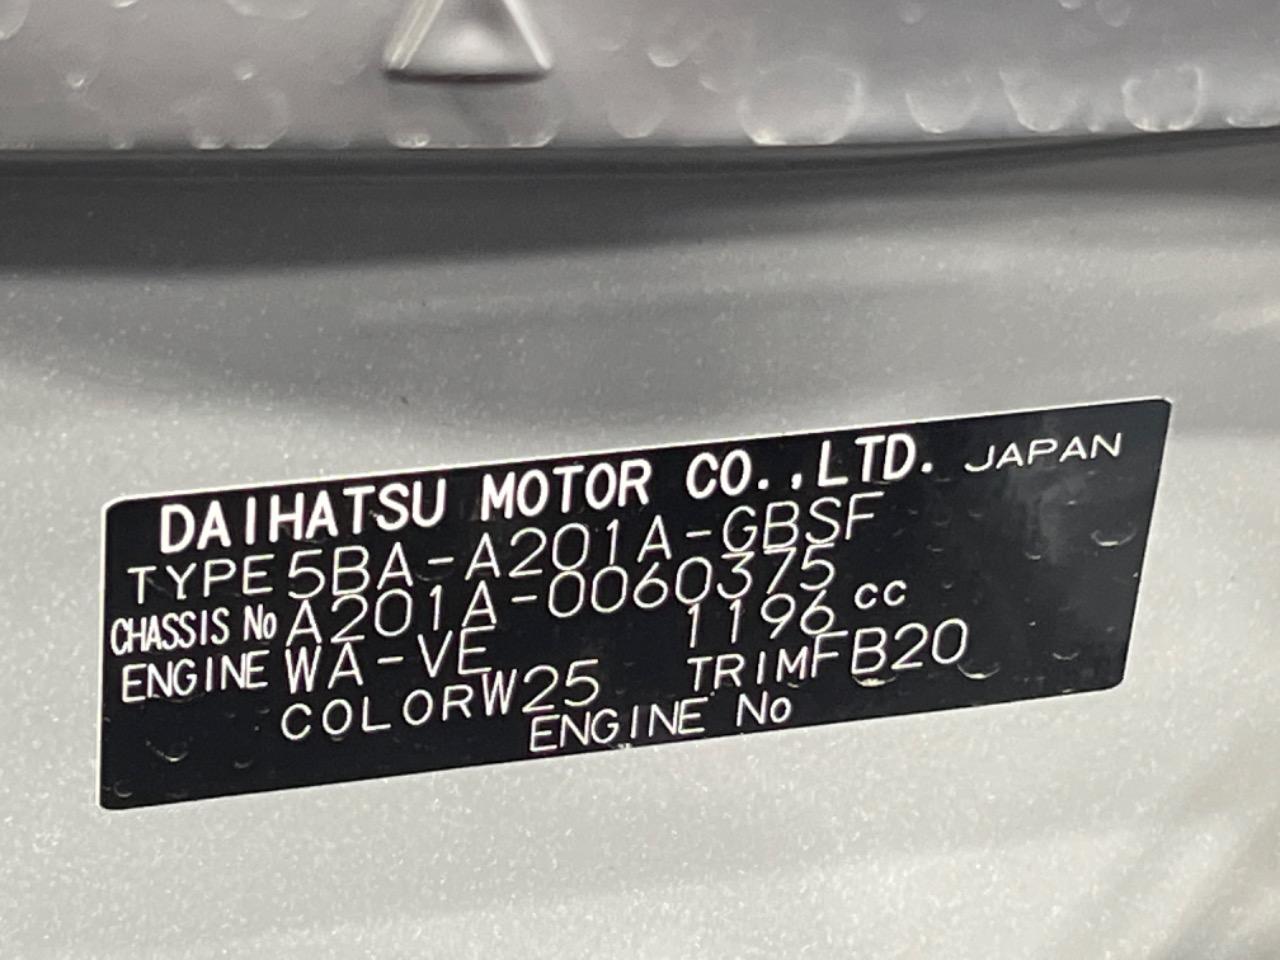 DAIHATSU MOTOR CO.,LTD. JAPAN
TYPE 5BA-A201A-GBSF
CHASSIS No A201A-0060375
ENGINE WA-VE 1196 cc
COLOR W25 TRIM FB20
ENGINE No